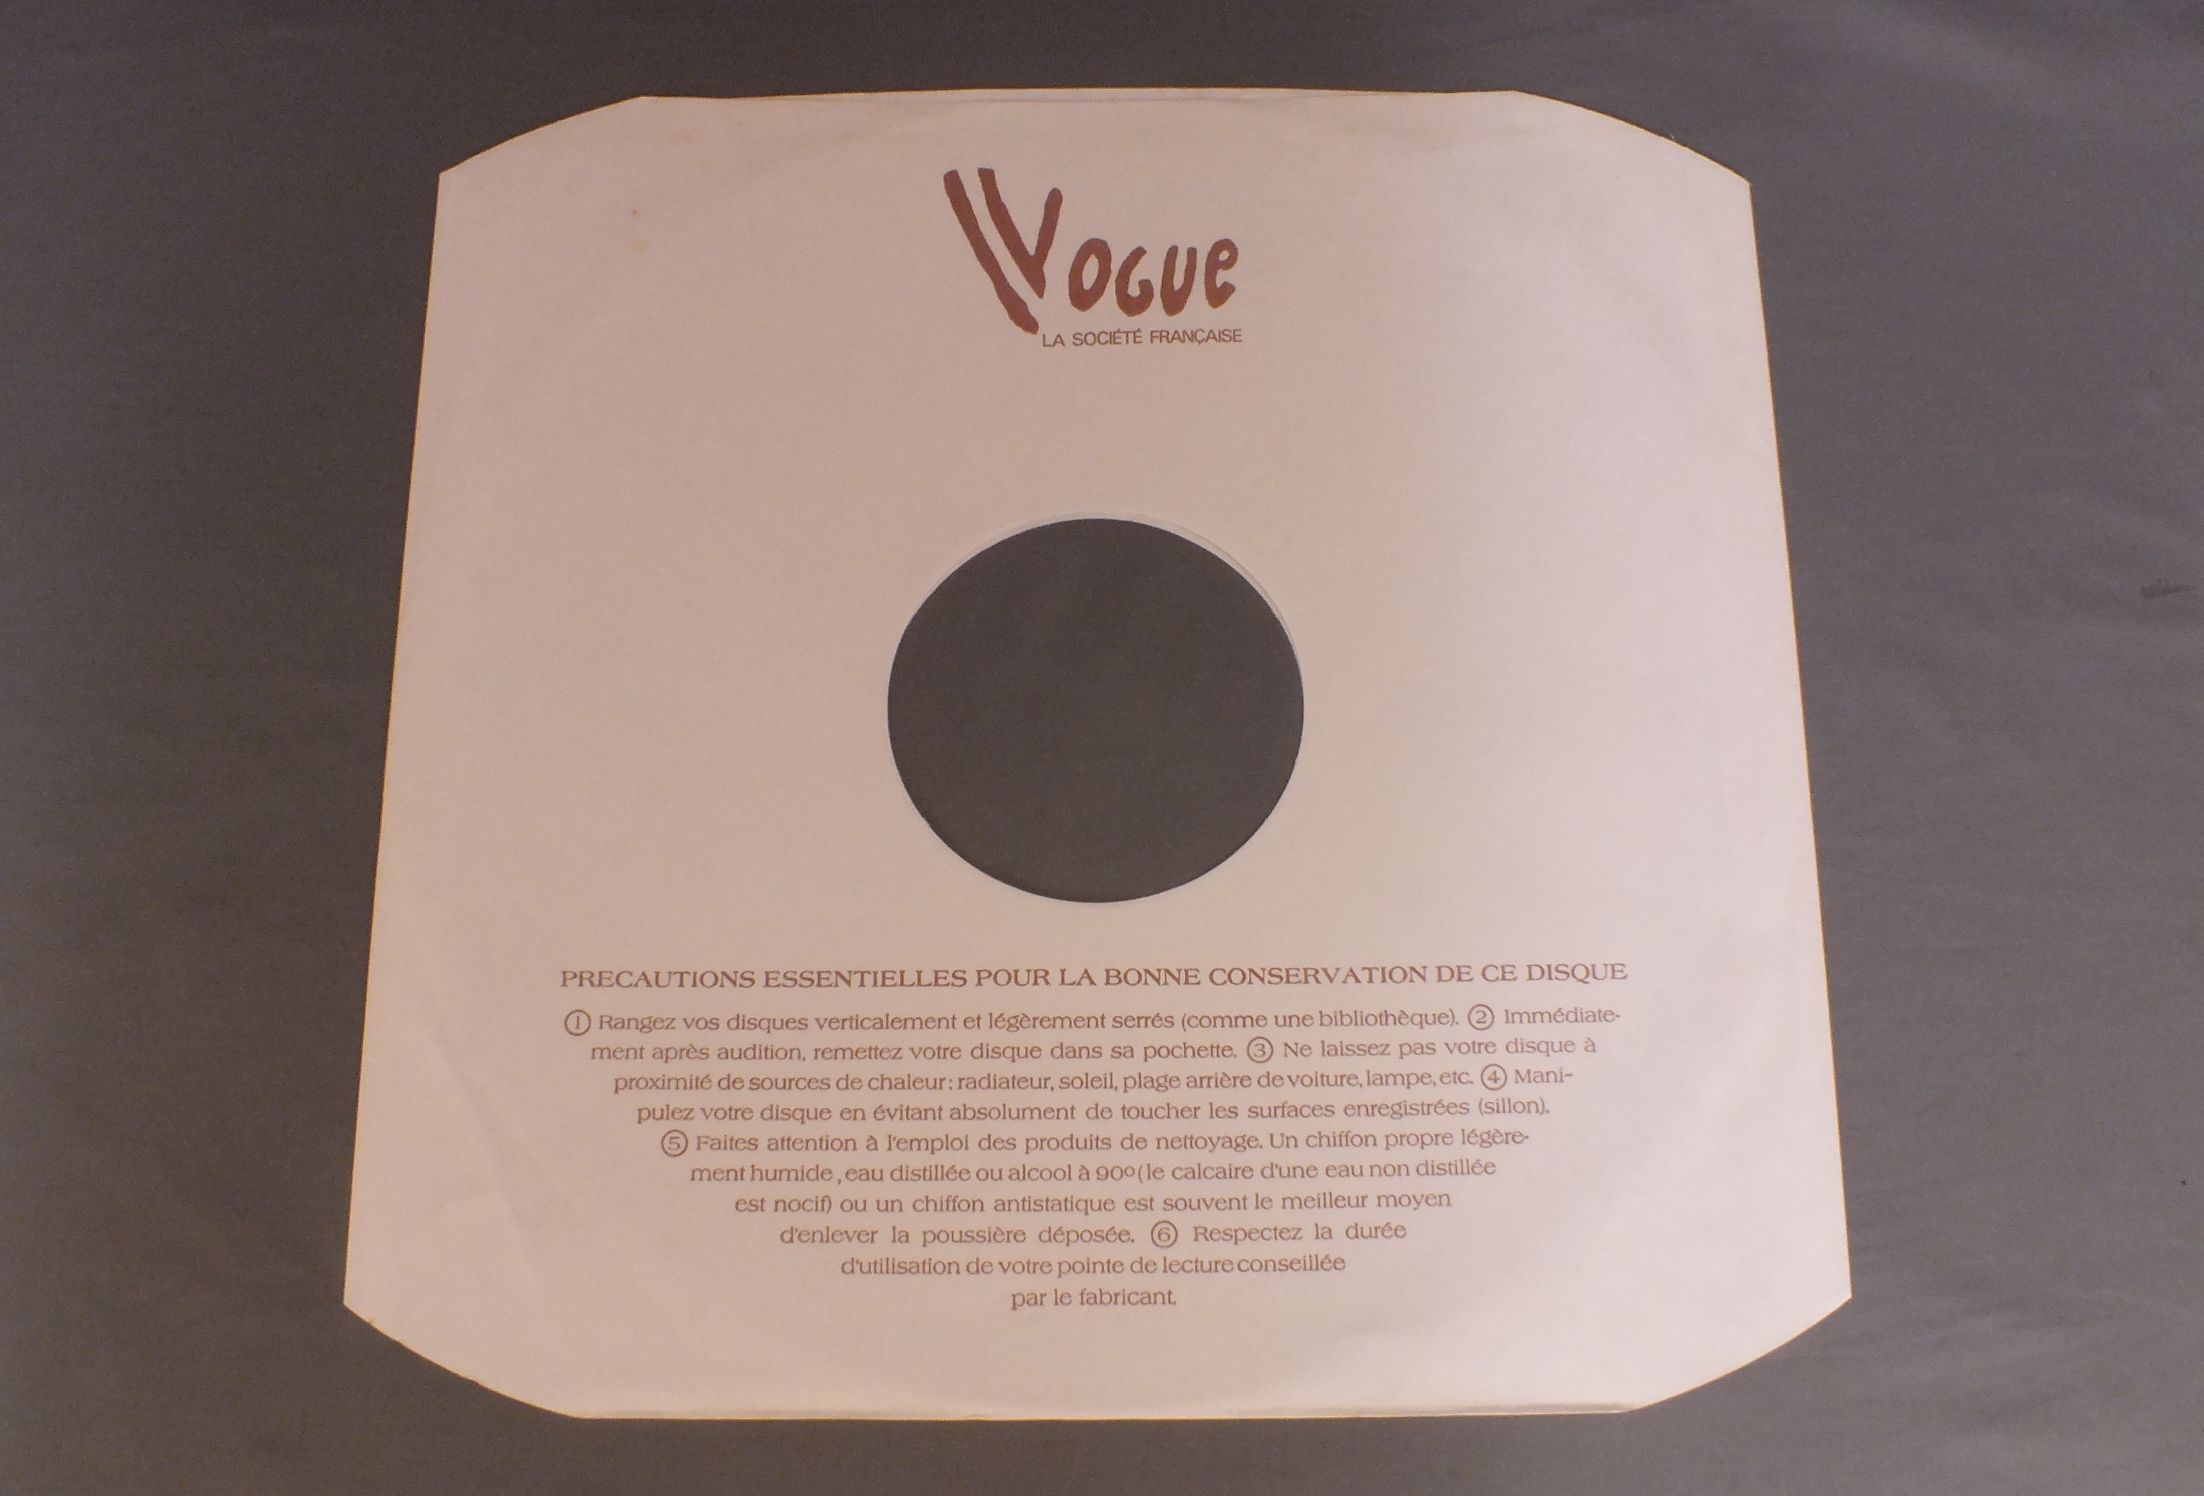 VOGUE
LA SOCIÉTÉ FRANÇAISE
PRECAUTIONS ESSENTIELLES POUR LA BONNE CONSERVATION DE CE DISQUE
① Rangez vos disques verticalement et légèrement serrés (comme une bibliothèque). ② Immédiate-
ment après audition, remettez votre disque dans sa pochette. ③ Ne laissez pas votre disque à
proximité de sources de chaleur: radiateur, soleil, plage arrière de voiture, lampe, etc. ④ Mani-
pulez votre disque en évitant absolument de toucher les surfaces enregistrées (sillon).
⑤ Faites attention à l'emploi des produits de nettoyage. Un chiffon propre légère-
ment humide, eau distillée ou alcool à 90° (le calcaire d'une eau non distillée
est nocif) ou un chiffon antistatique est souvent le meilleur moyen
d'enlever la poussière déposée. ⑥ Respectez la durée
d'utilisation de votre pointe de lecture conseillée
par le fabricant.